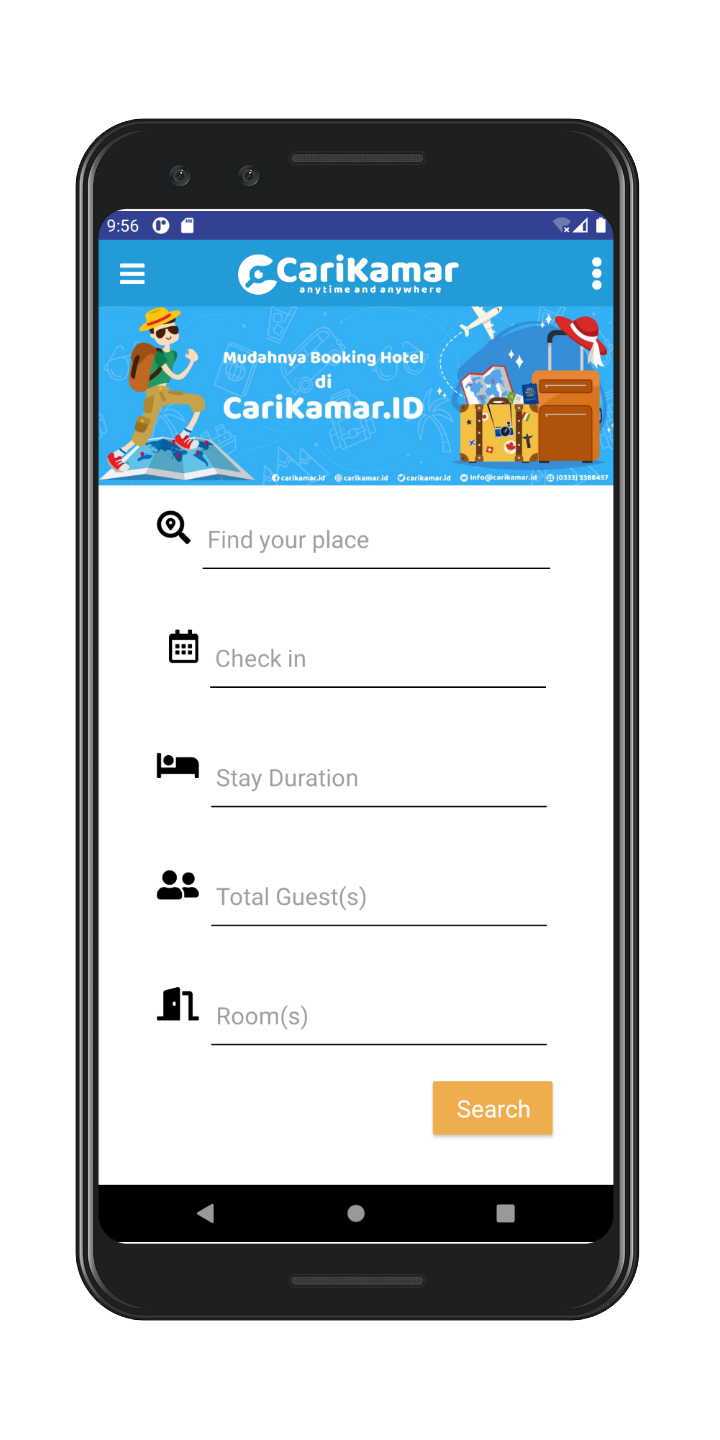 9:56
CariKamar
anytime and anywhere
Mudahnya Booking Hotel
di
CariKamar.ID
carikamar.id carikamar.id carikamar.id Info@carikamar.id (0333) 3388457
Find your place
Check in
Stay Duration
Total Guest(s)
Room(s)
Search